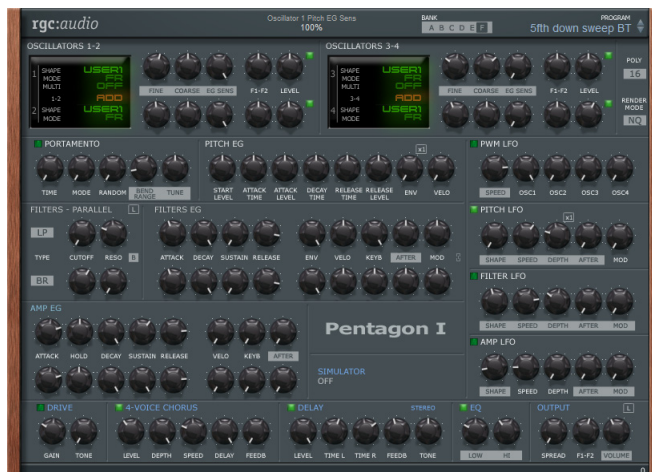 rgc:audio
Oscillator 1 Pitch EG Sens
100%
BANK
A B C D E F
PROGRAM
5fth down sweep BT
OSCILLATORS 1-2
OSCILLATORS 3-4
1 SHAPE USER1
MODE FR
MULTI OFF
1-2 ADD
2 SHAPE USER1
MODE FR
FINE COARSE EG SENS F1-F2 LEVEL
3 SHAPE USER1
MODE FR
MULTI OFF
3-4 ADD
4 SHAPE USER1
MODE FR
FINE COARSE EG SENS F1-F2 LEVEL
POLY
16
RENDER
MODE
NQ
PORTAMENTO
TIME MODE RANDOM BEND RANGE TUNE
PITCH EG
x1
START LEVEL ATTACK TIME ATTACK LEVEL DECAY TIME RELEASE TIME RELEASE LEVEL ENV VELO
PWM LFO
SPEED OSC1 OSC2 OSC3 OSC4
FILTERS - PARALLEL L
LP
TYPE CUTOFF RESO B
BR
FILTERS EG
ATTACK DECAY SUSTAIN RELEASE ENV VELO KEYB AFTER MOD
PITCH LFO
x1
SHAPE SPEED DEPTH AFTER MOD
FILTER LFO
SHAPE SPEED DEPTH AFTER MOD
AMP EG
ATTACK HOLD DECAY SUSTAIN RELEASE VELO KEYB AFTER
Pentagon I
SIMULATOR
OFF
AMP LFO
SHAPE SPEED DEPTH AFTER MOD
DRIVE
GAIN TONE
4-VOICE CHORUS
LEVEL DEPTH SPEED DELAY FEEDB
DELAY STEREO
LEVEL TIME L TIME R FEEDB TONE
EQ
LOW HI
OUTPUT L
SPREAD F1-F2 VOLUME
0